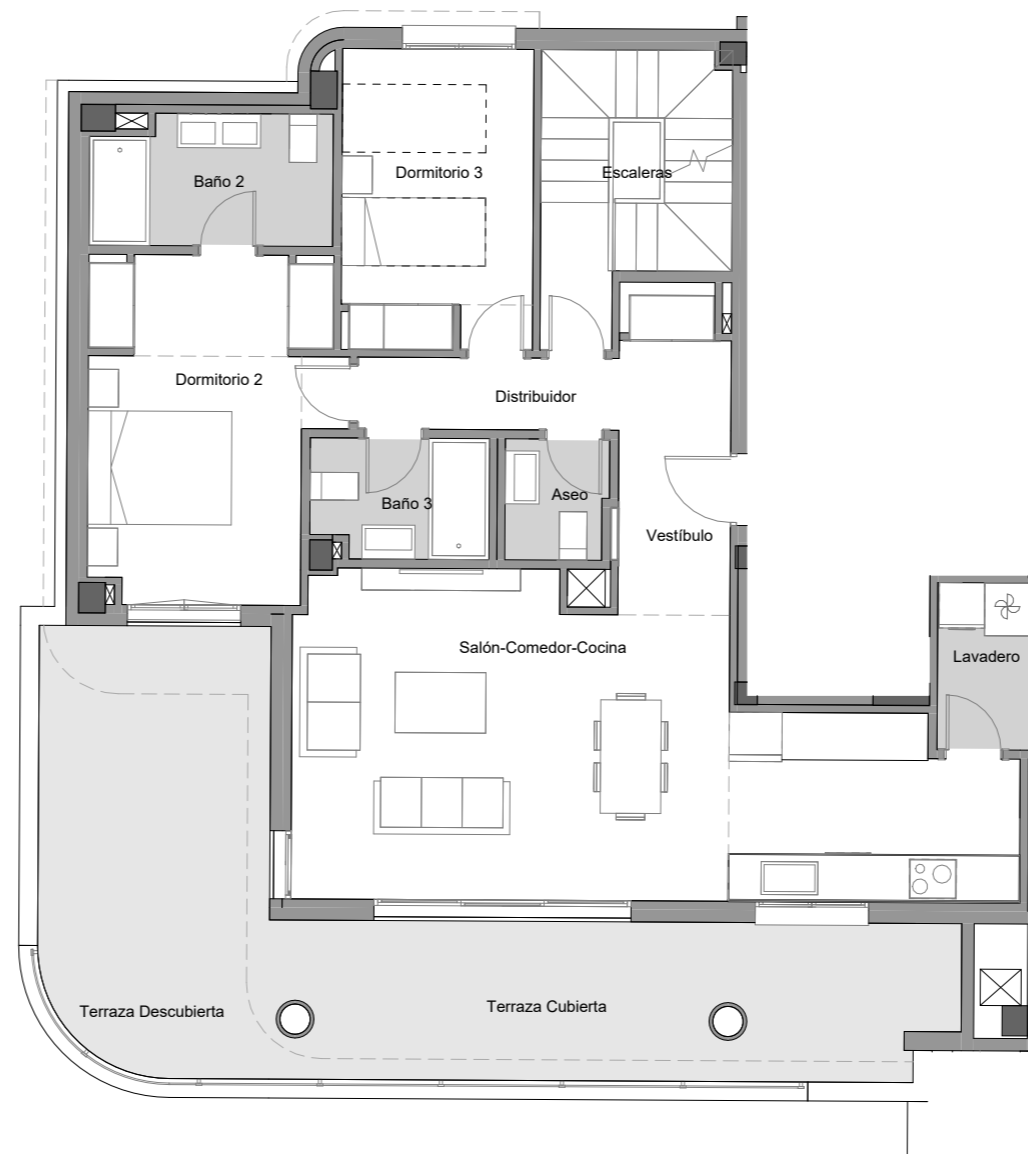 Dormitorio 3
Escaleras
Baño 2
Dormitorio 2
Distribuidor
Baño 3
Aseo
Vestíbulo
Salón-Comedor-Cocina
Lavadero
Terraza Descubierta
Terraza Cubierta